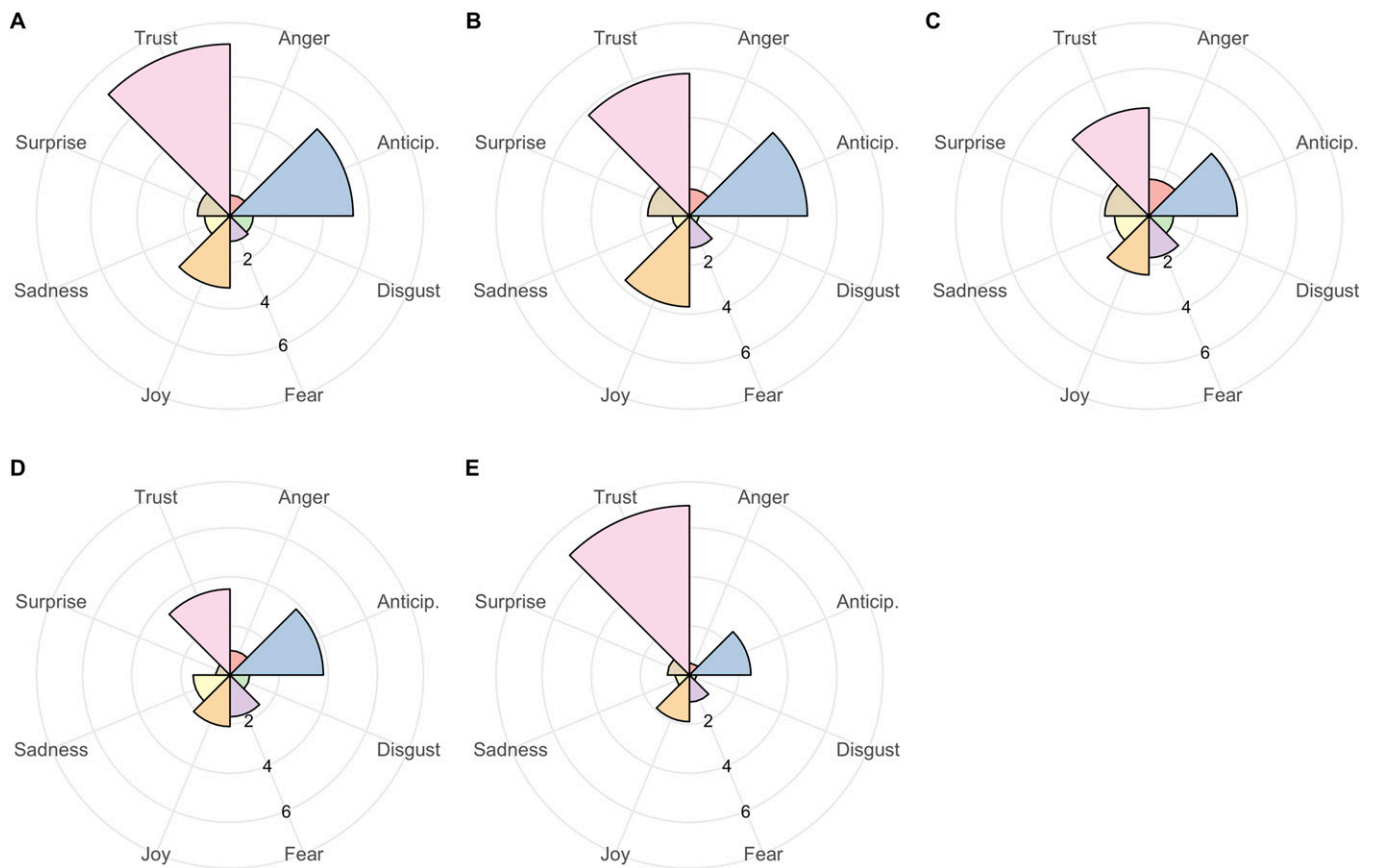 A B C
Trust Anger Trust Anger Trust Anger
Surprise Anticip. Surprise Anticip. Surprise Anticip.
2 2 2
Sadness Disgust Sadness Disgust Sadness Disgust
4 4 4
6 6 6
Joy Fear Joy Fear Joy Fear
D E
Trust Anger Trust Anger
Surprise Anticip. Surprise Anticip.
2 2
Sadness Disgust Sadness Disgust
4 4
6 6
Joy Fear Joy Fear